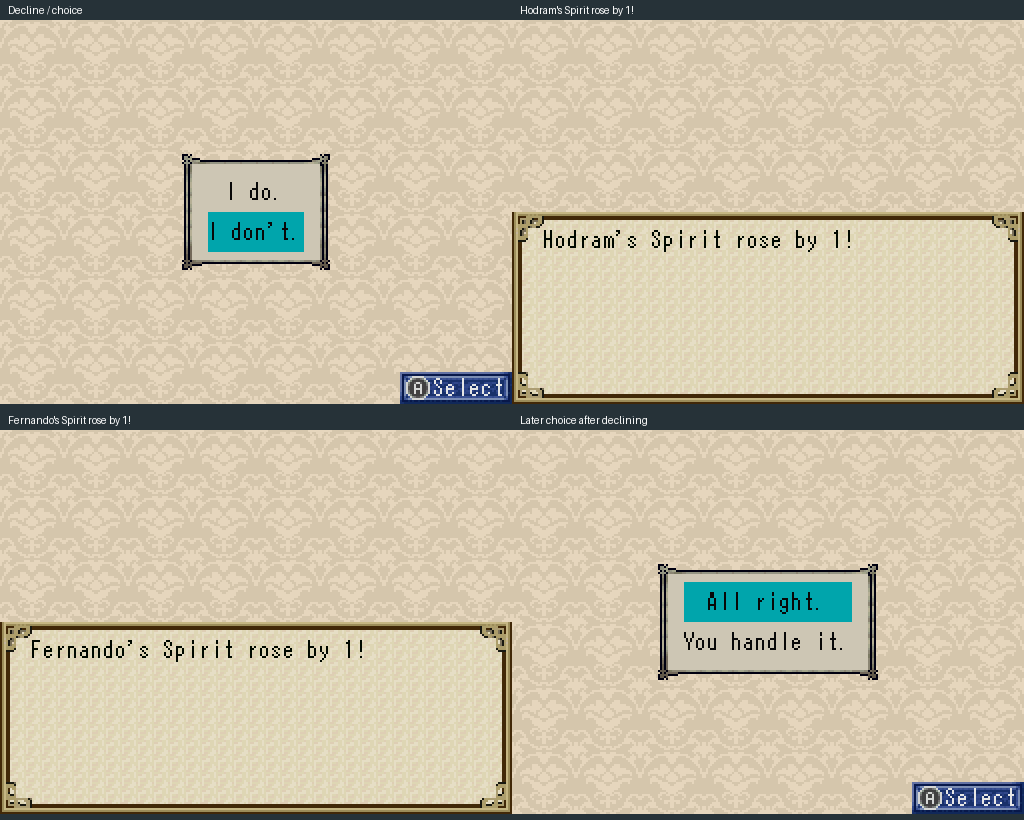 Decline / choice
I do.
I don't.
Ⓐ Select
Hodram's Spirit rose by 1!
Hodram's Spirit rose by 1!
Fernando's Spirit rose by 1!
Fernando's Spirit rose by 1!
Later choice after declining
All right.
You handle it.
Ⓐ Select